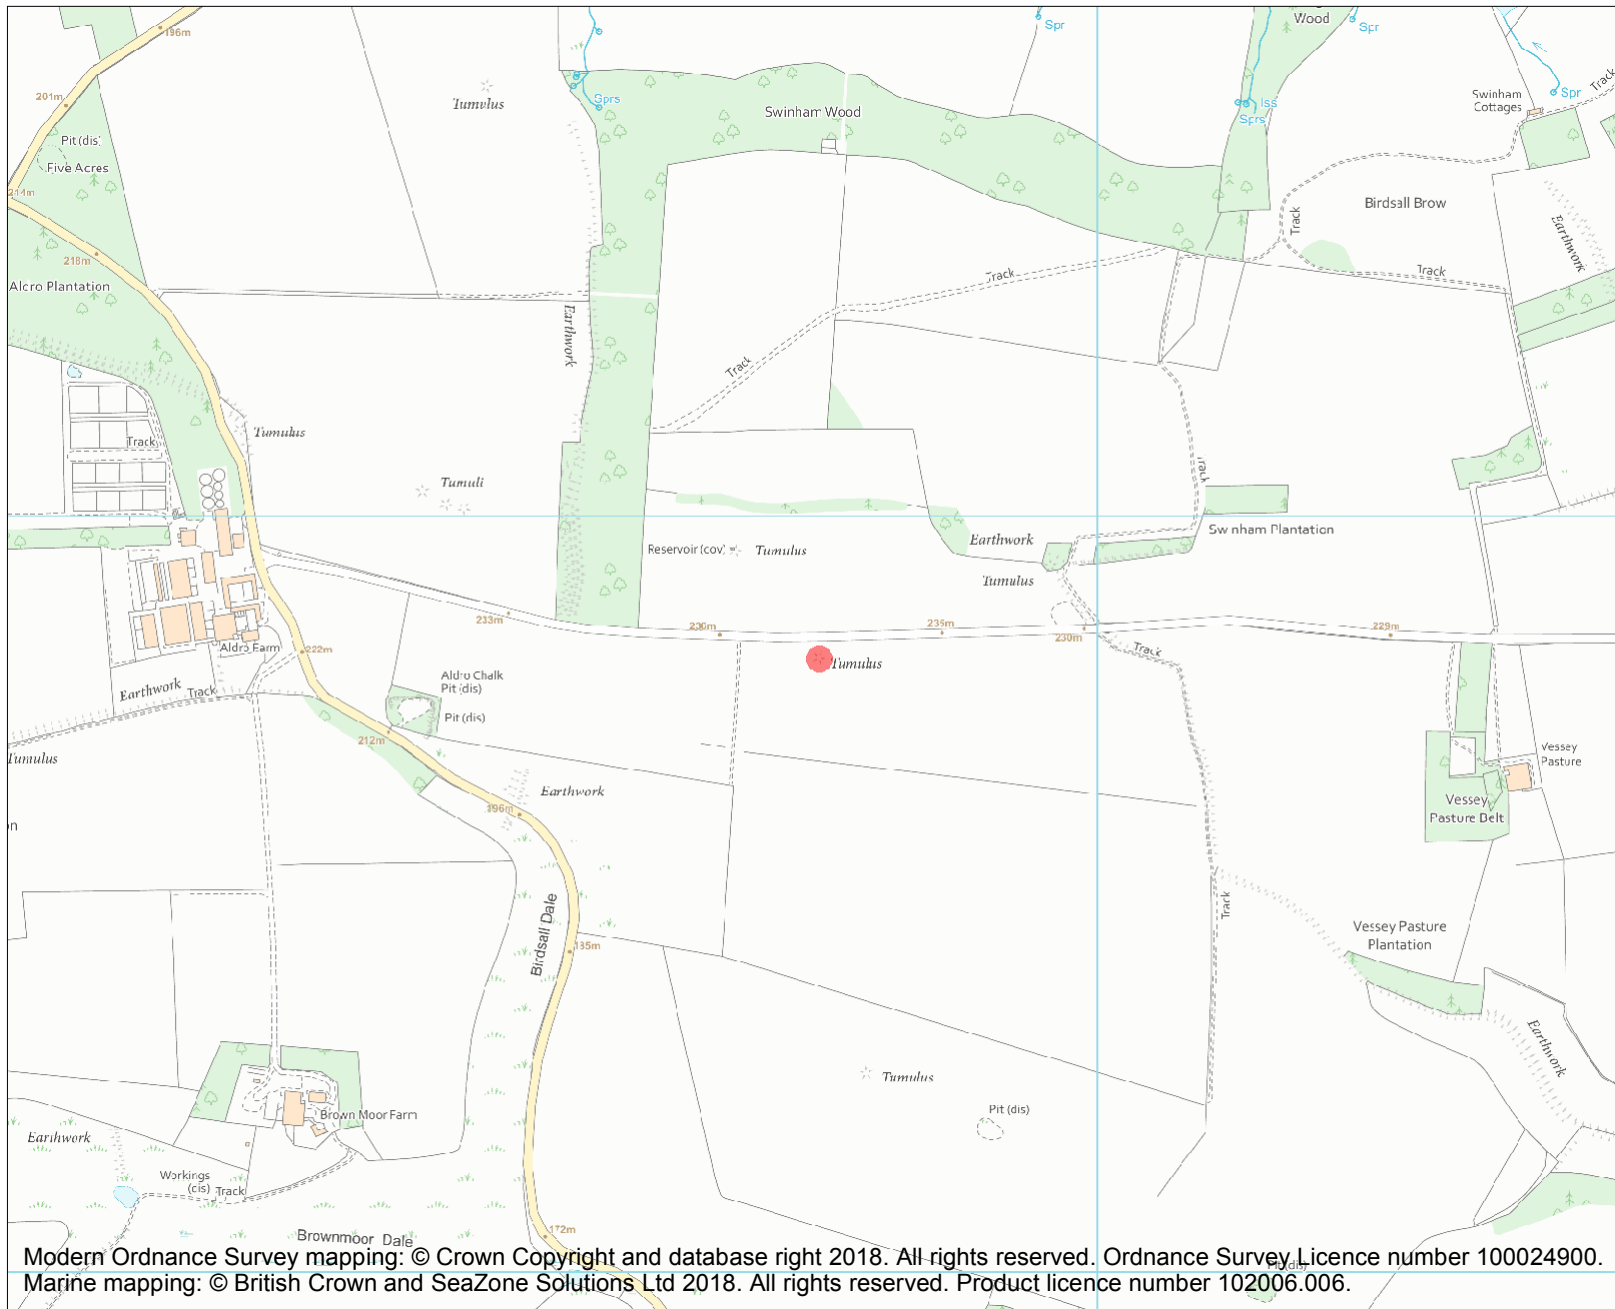 196m
Spr
Wood
Spr
201m
Tumulus
Sprs
Swinham Wood
Iss
Sprs
Swinham
Cottages
Spr
Track
Pit (dis)
Five Acres
214m
Birdsall Brow
Track
Earthwork
218m
Alcro Plantation
Track
Track
Earthwork
Track
Tumulus
Track
Tumuli
Track
Reservoir (cov)
Tumulus
Earthwork
Tumulus
Swinham Plantation
233m
236m
235m
230m
229m
Aldro Farm
222m
Tumulus
Track
Earthwork
Track
Aldro Chalk
Pit (dis)
Pit (dis)
212m
Tumulus
Vessey
Pasture
Earthwork
196m
Vessey
Pasture Belt
on
Birdsall Dale
185m
Track
Vessey Pasture
Plantation
Earthwork
Tumulus
Pit (dis)
Brown Moor Farm
Earthwork
Workings
(cis)
Track
172m
Brownmoor Dale
Modern Ordnance Survey mapping: © Crown Copyright and database right 2018. All rights reserved. Ordnance Survey Licence number 100024900.
Pit (dis)
Marine mapping: © British Crown and SeaZone Solutions Ltd 2018. All rights reserved. Product licence number 102006.006.